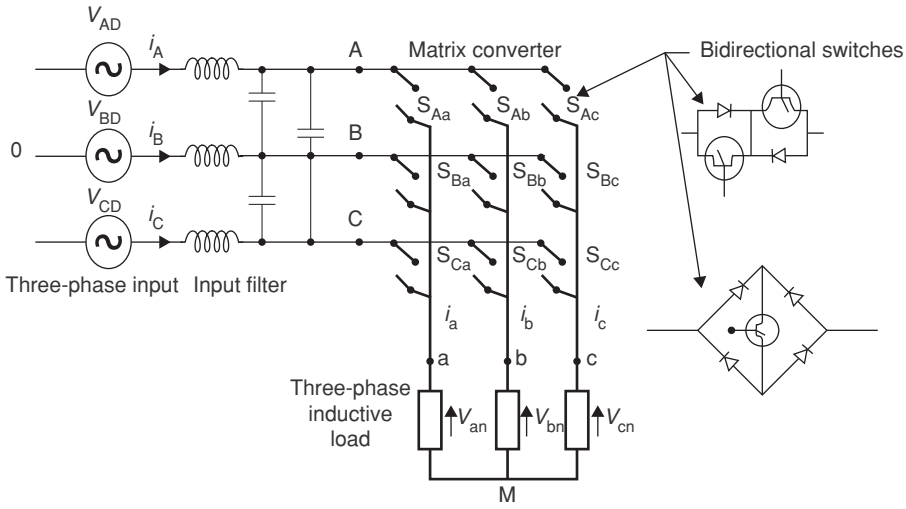 V_AD
i_A
A
Matrix converter
Bidirectional switches
S_Aa
S_Ab
S_Ac
V_BD
i_B
B
0
S_Ba
S_Bb
S_Bc
V_CD
i_C
C
S_Ca
S_Cb
S_Cc
Three-phase input
Input filter
i_a
i_b
i_c
a
b
c
Three-phase
inductive
load
V_an
V_bn
V_cn
M